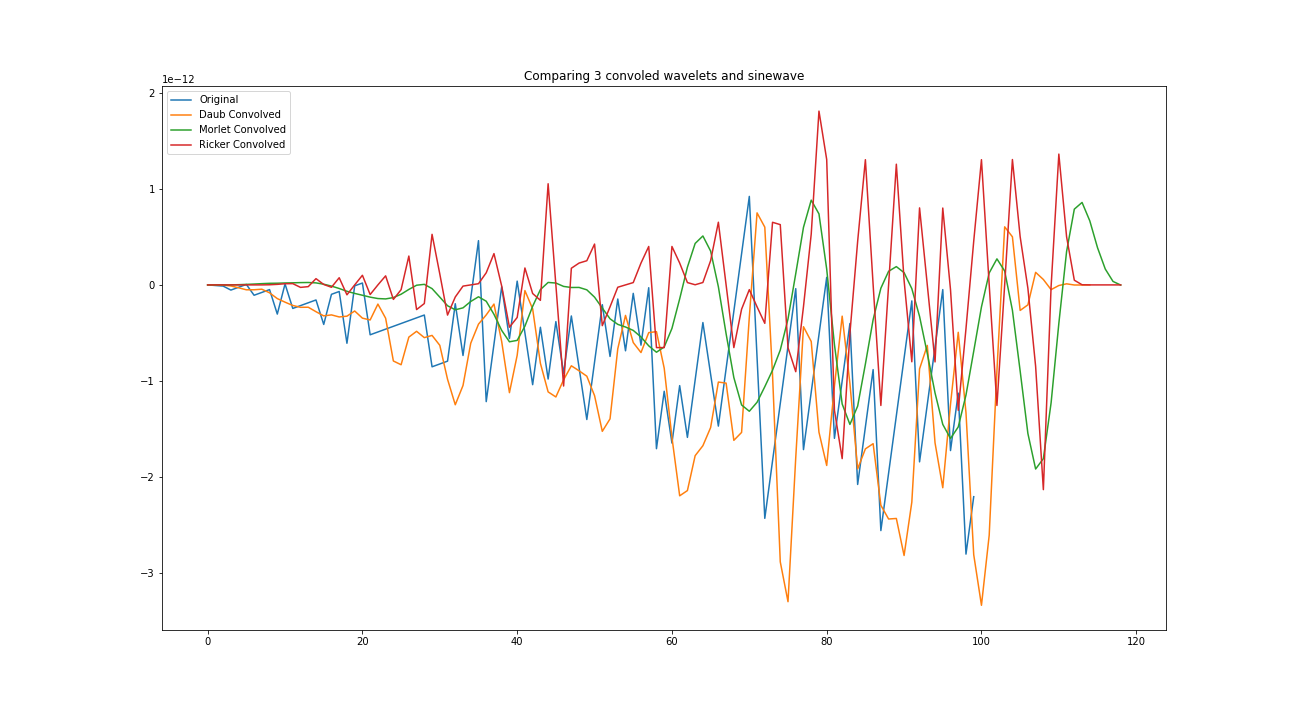 Comparing 3 convoled wavelets and sinewave
1e−12
2
1
0
−1
−2
−3
Original
Daub Convolved
Morlet Convolved
Ricker Convolved
0 20 40 60 80 100 120